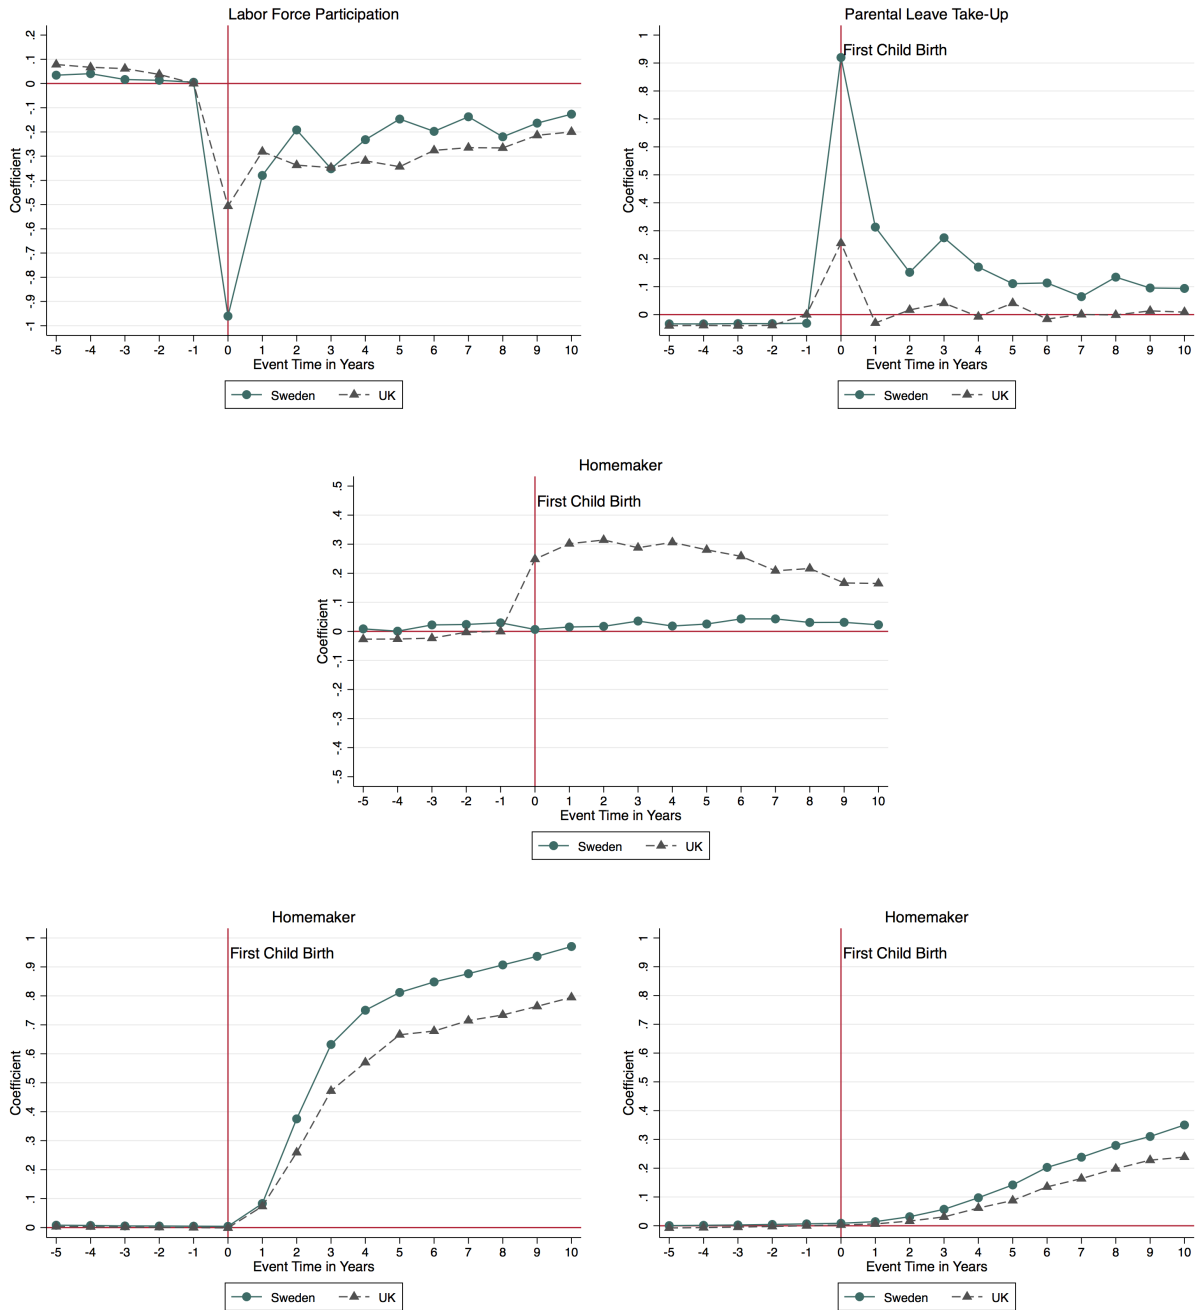 Labor Force Participation
Coefficient
.2
.1
0
-.1
-.2
-.3
-.4
-.5
-.6
-.7
-.8
-.9
-1
-5 -4 -3 -2 -1 0 1 2 3 4 5 6 7 8 9 10
Event Time in Years
Sweden UK
Parental Leave Take-Up
First Child Birth
Coefficient
1
.9
.8
.7
.6
.5
.4
.3
.2
.1
0
-5 -4 -3 -2 -1 0 1 2 3 4 5 6 7 8 9 10
Event Time in Years
Sweden UK
Homemaker
First Child Birth
Coefficient
.5
.4
.3
.2
.1
0
-.1
-.2
-.3
-.4
-.5
-5 -4 -3 -2 -1 0 1 2 3 4 5 6 7 8 9 10
Event Time in Years
Sweden UK
Homemaker
First Child Birth
Coefficient
1
.9
.8
.7
.6
.5
.4
.3
.2
.1
0
-5 -4 -3 -2 -1 0 1 2 3 4 5 6 7 8 9 10
Event Time in Years
Sweden UK
Homemaker
First Child Birth
Coefficient
1
.9
.8
.7
.6
.5
.4
.3
.2
.1
0
-5 -4 -3 -2 -1 0 1 2 3 4 5 6 7 8 9 10
Event Time in Years
Sweden UK